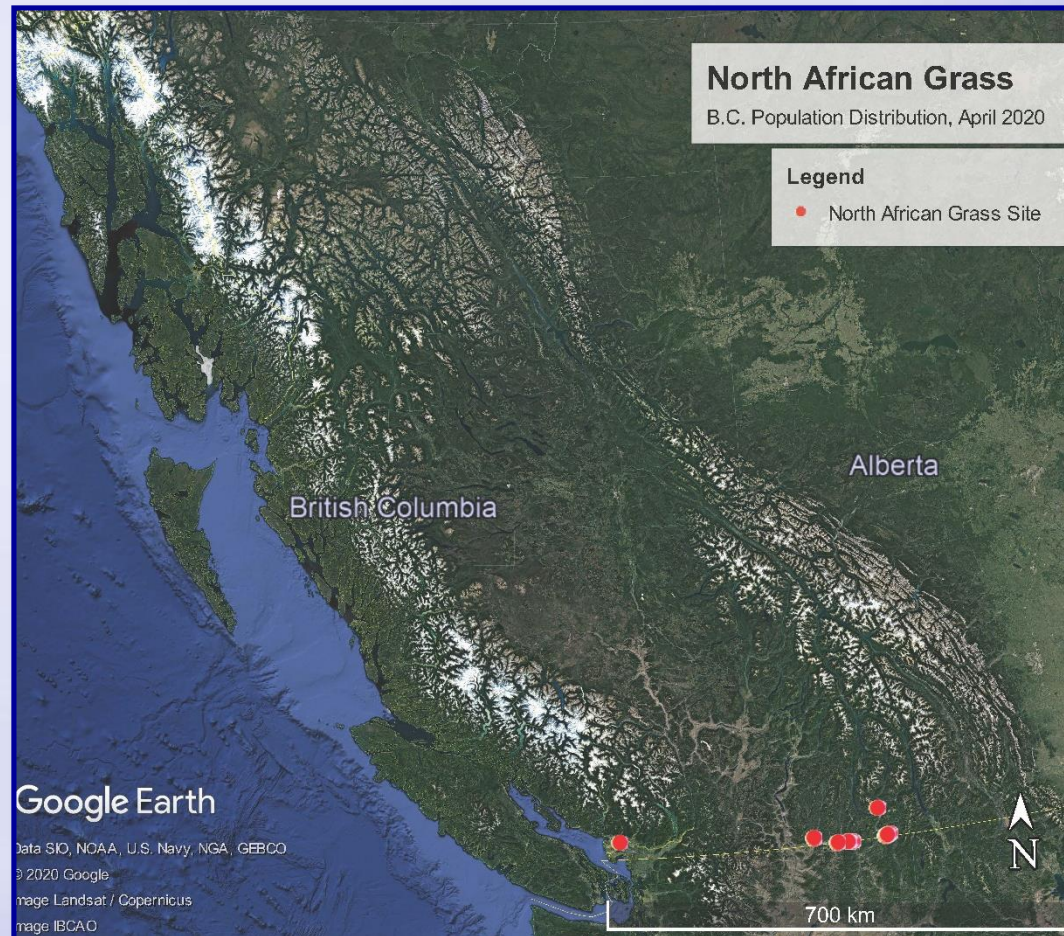 North African Grass
B.C. Population Distribution, April 2020
Legend
North African Grass Site
Alberta
British Columbia
Google Earth
Data SIO, NOAA, U.S. Navy, NGA, GEBCO
© 2020 Google
Image Landsat / Copernicus
Image IBCAO
N
700 km